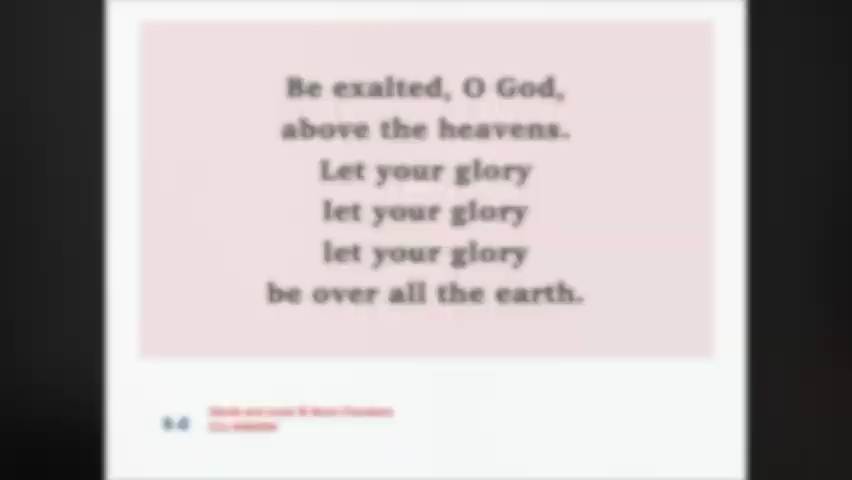 Be exalted, O God,
above the heavens.
Let your glory
let your glory
let your glory
be over all the earth.